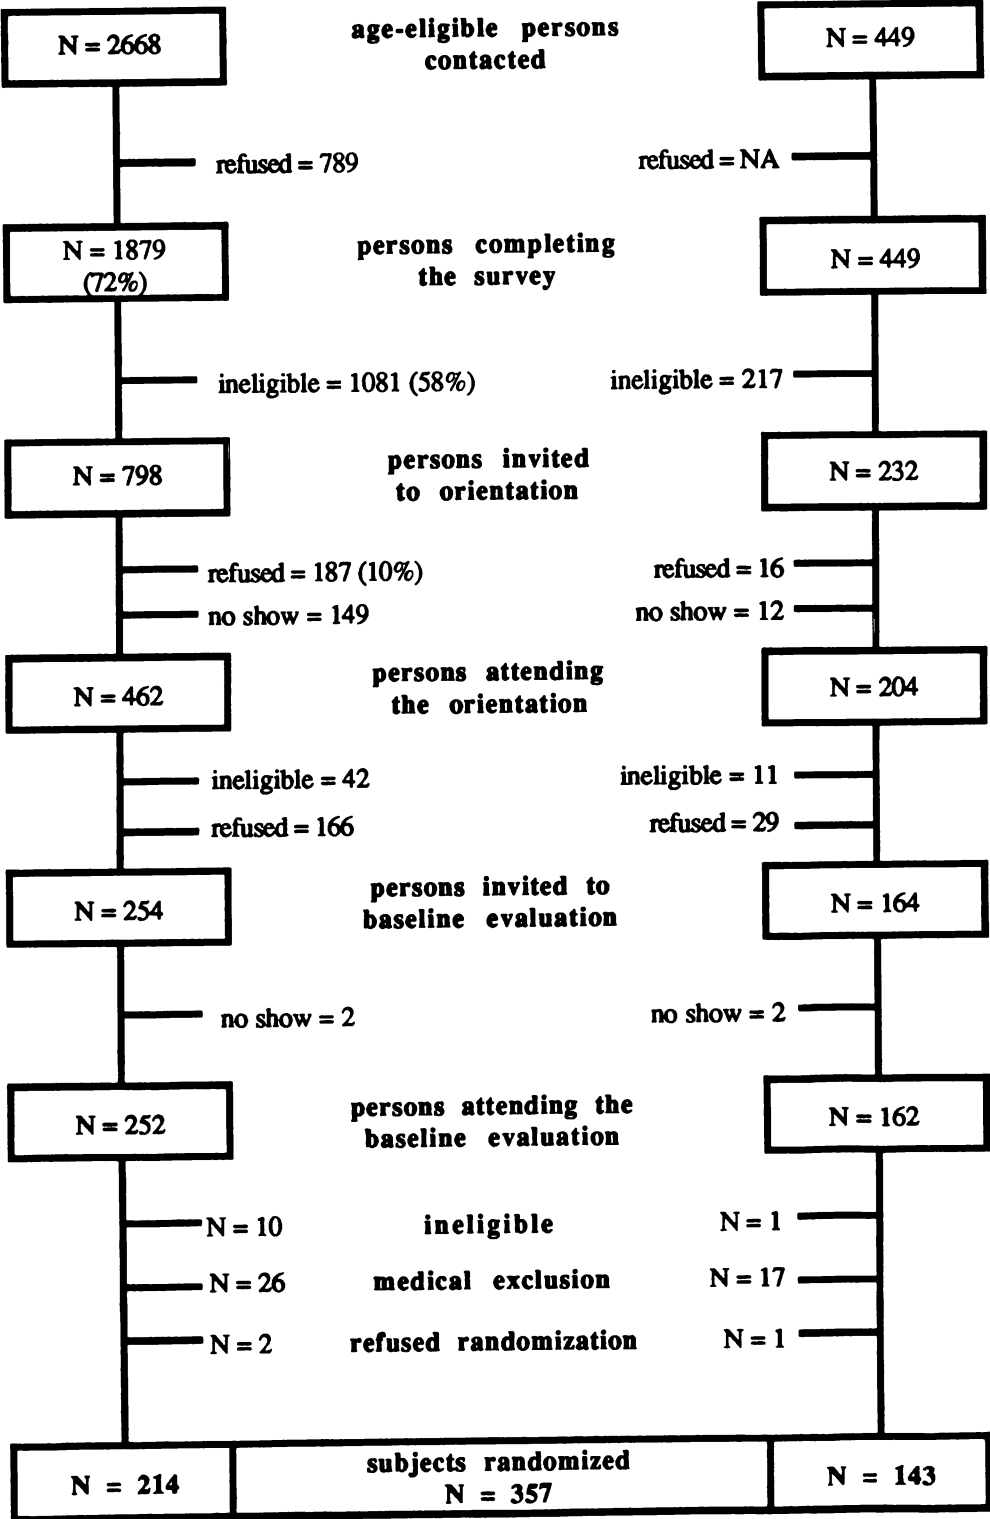 N = 2668
age-eligible persons
contacted
N = 449
refused = 789
refused = NA
N = 1879
(72%)
persons completing
the survey
N = 449
ineligible = 1081 (58%)
ineligible = 217
N = 798
persons invited
to orientation
N = 232
refused = 187 (10%)
refused = 16
no show = 149
no show = 12
N = 462
persons attending
the orientation
N = 204
ineligible = 42
ineligible = 11
refused = 166
refused = 29
N = 254
persons invited to
baseline evaluation
N = 164
no show = 2
no show = 2
N = 252
persons attending the
baseline evaluation
N = 162
N = 10
ineligible
N = 1
N = 26
medical exclusion
N = 17
N = 2
refused randomization
N = 1
N = 214
subjects randomized
N = 357
N = 143